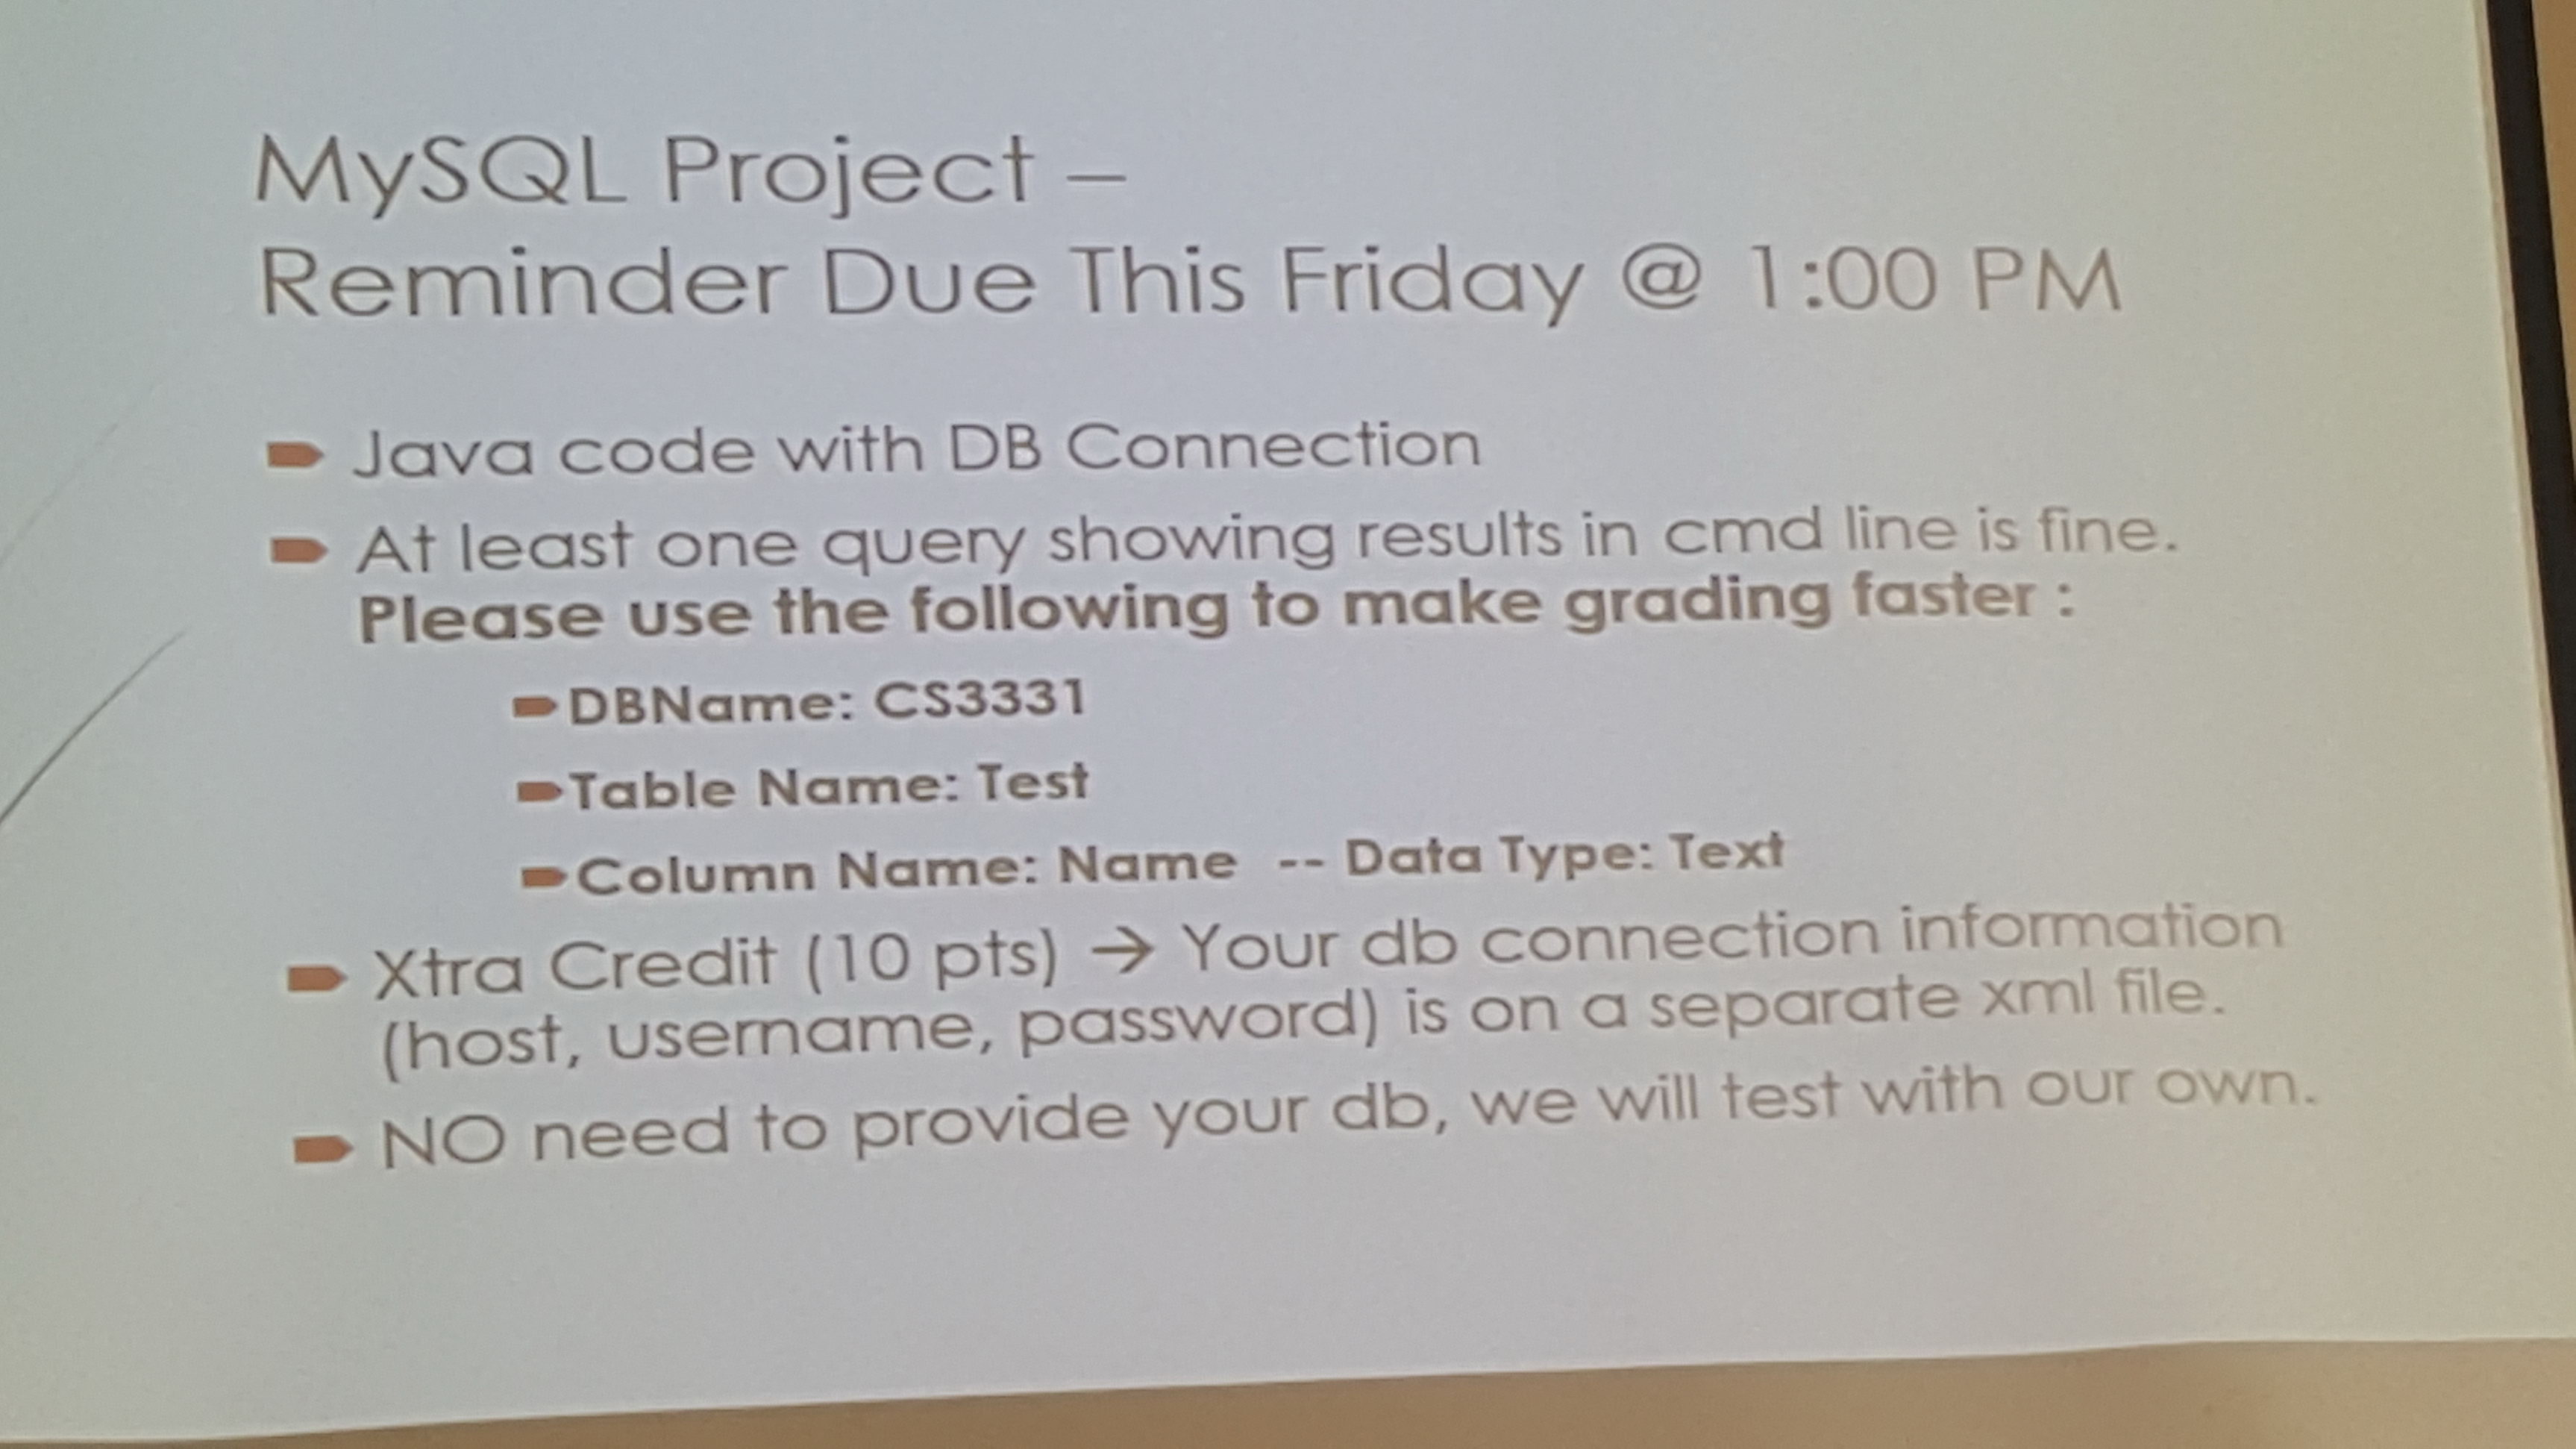 MySQL Project –
Reminder Due This Friday @ 1:00 PM
Java code with DB Connection
At least one query showing results in cmd line is fine.
Please use the following to make grading faster :
DBName: CS3331
Table Name: Test
Column Name: Name -- Data Type: Text
Xtra Credit (10 pts) → Your db connection information
(host, username, password) is on a separate xml file.
NO need to provide your db, we will test with our own.